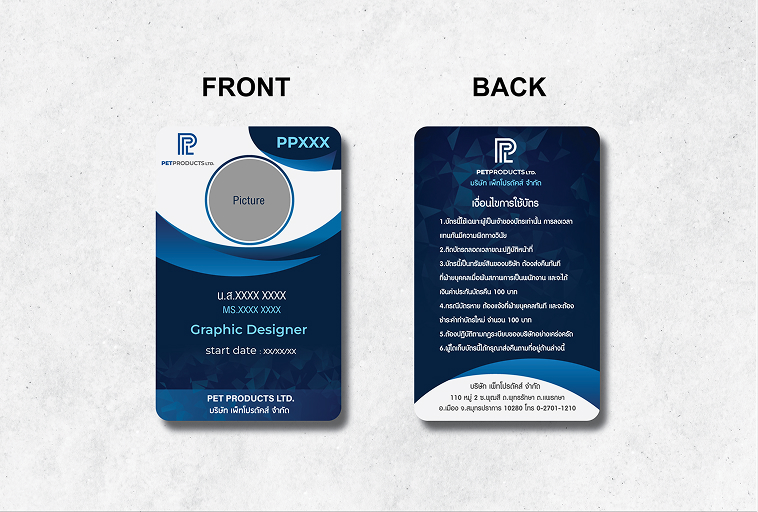 FRONT
BACK
PETPRODUCTS LTD.
PPXXX
Picture
น.ส.XXXX XXXX
MS.XXXX XXXX
Graphic Designer
start date : xx/xx/xx
PET PRODUCTS LTD.
บริษัท เพ็ทโปรดักส์ จำกัด
PETPRODUCTS LTD.
บริษัท เพ็ทโปรดักส์ จำกัด
เงื่อนไขการใช้บัตร
1.บัตรนี้ใช้เฉพาะผู้เป็นเจ้าของบัตรเท่านั้น การลงเวลา
แทนกันมีความผิดทางวินัย
2.ติดบัตรตลอดเวลาขณะปฏิบัติหน้าที่
3.บัตรนี้เป็นทรัพย์สินของบริษัท ต้องส่งคืนทันที
ที่ฝ่ายบุคคลเมื่อพ้นสภาพการเป็นพนักงาน และจะได้
เงินค่าประกันบัตรคืน 100 บาท
4.กรณีบัตรหาย ต้องแจ้งที่ฝ่ายบุคคลทันที และจะต้อง
ชำระค่าทำบัตรใหม่ จำนวน 100 บาท
5.ต้องปฏิบัติตามกฎระเบียบของบริษัทอย่างเคร่งครัด
6.ผู้ใดเก็บบัตรนี้ได้กรุณาส่งคืนตามที่อยู่ด้านล่างนี้
บริษัท เพ็ทโปรดักส์ จำกัด
110 หมู่ 2 ซ.พุฒสี ถ.พุทธรักษา ต.แพรกษา
อ.เมือง จ.สมุทรปราการ 10280 โทร 0-2701-1210